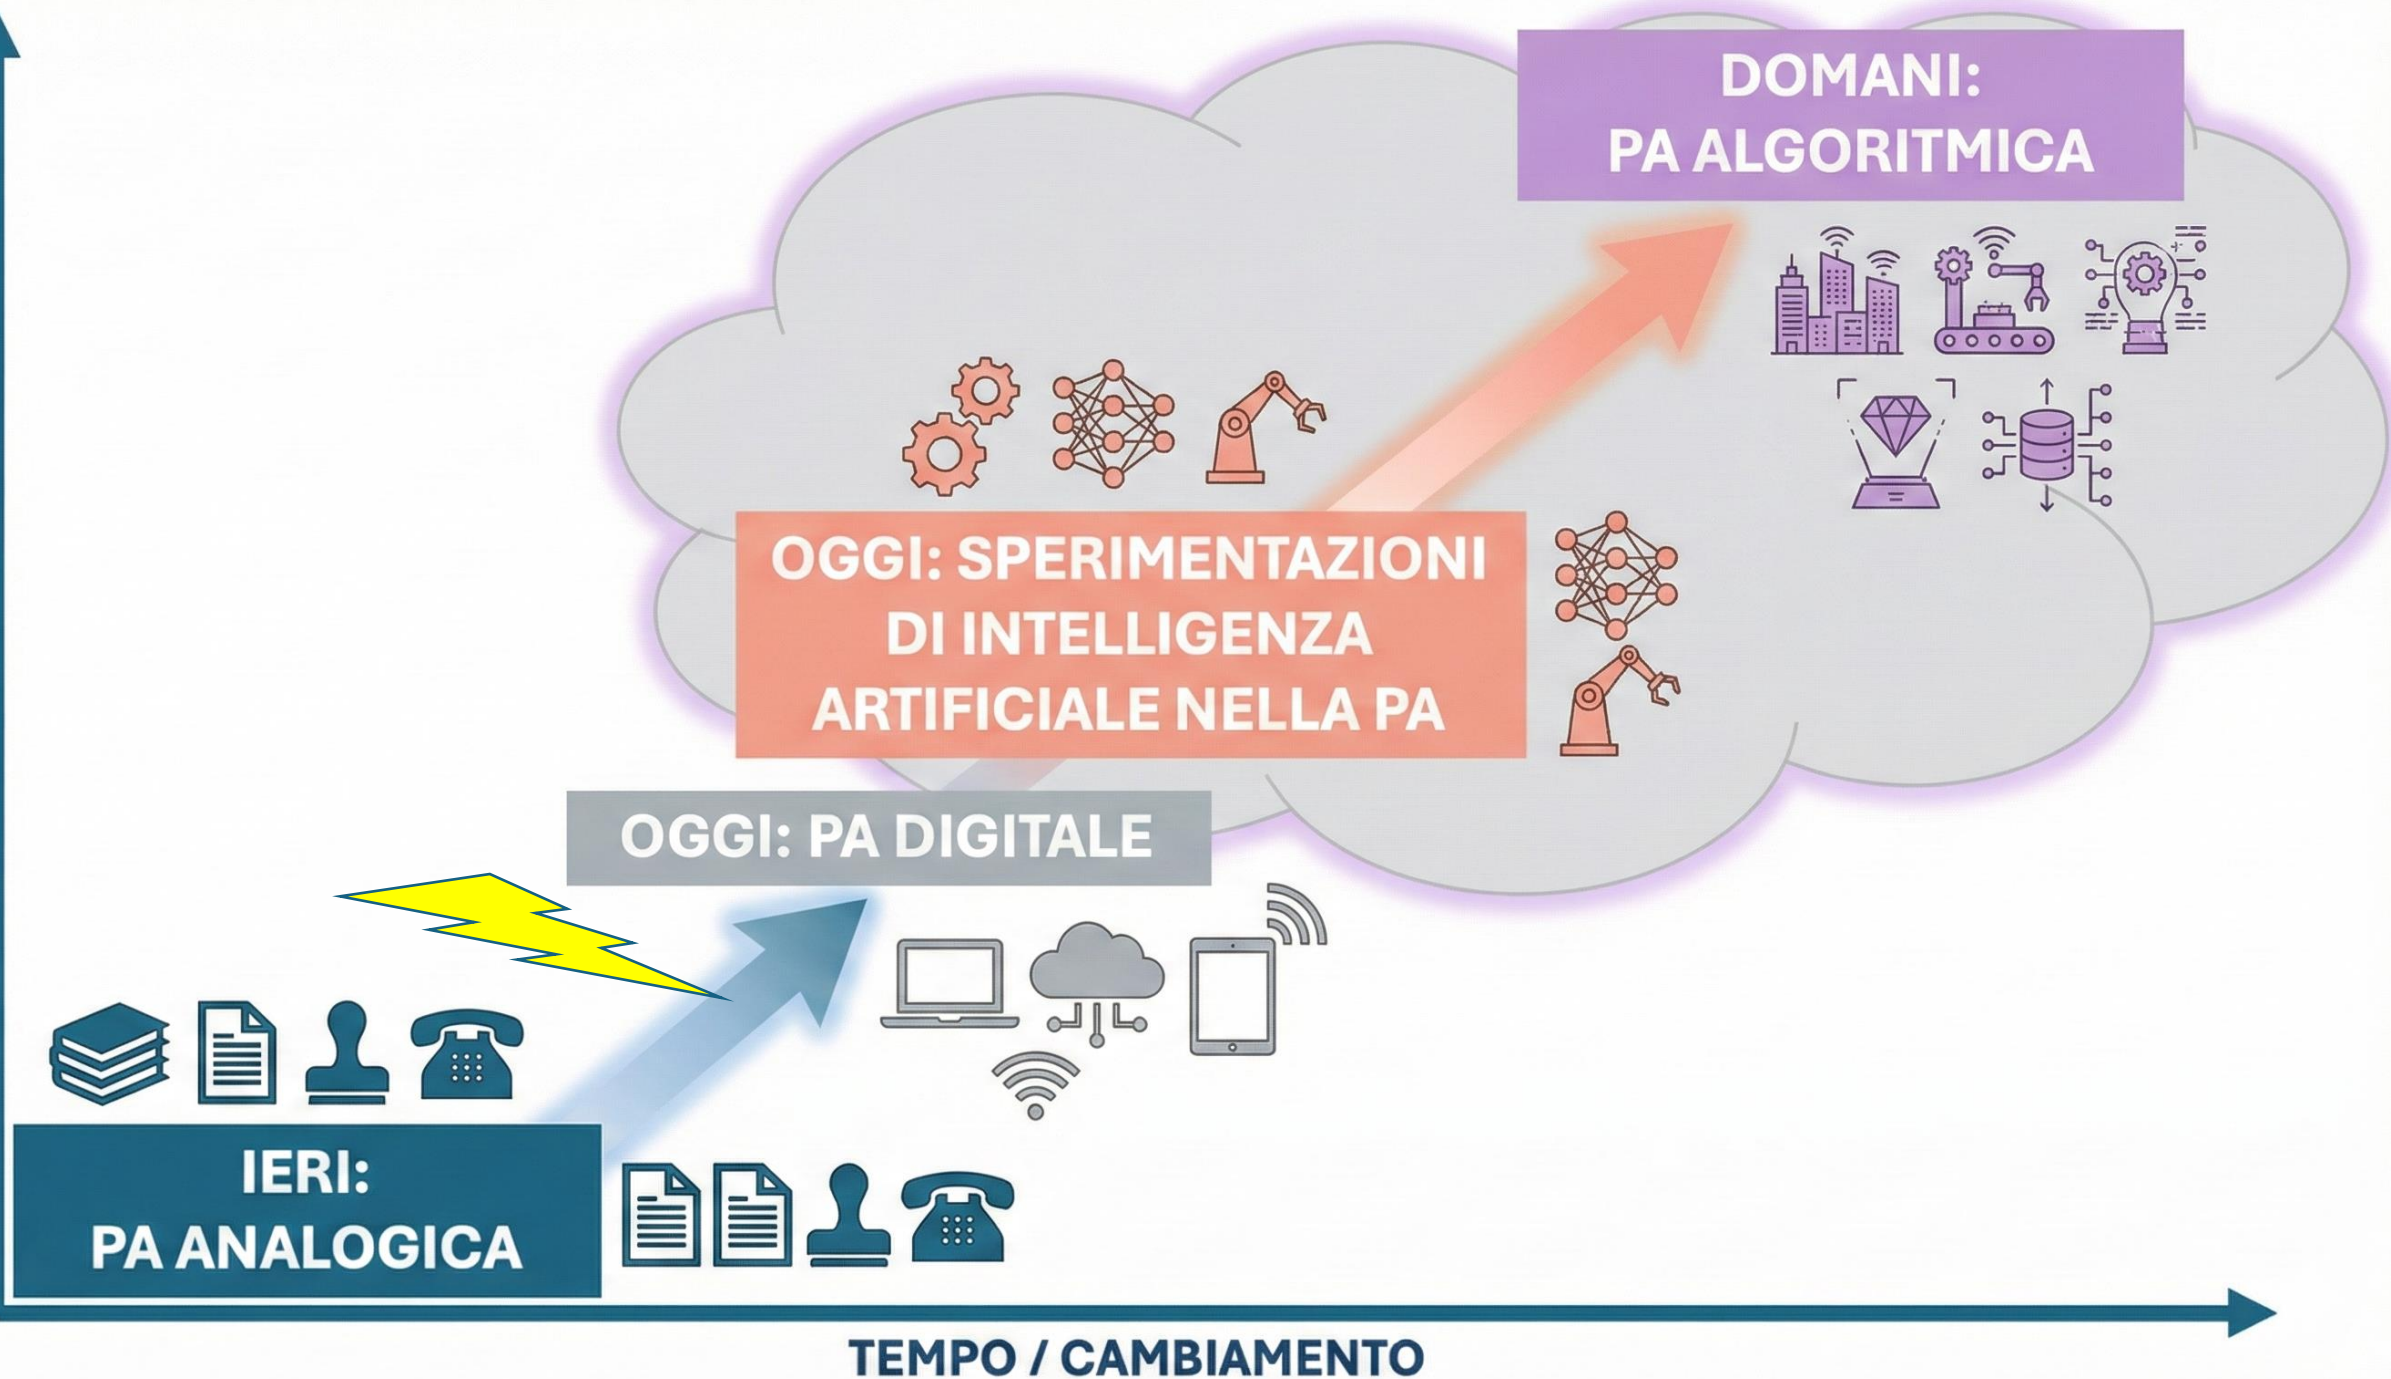 DOMANI:
PA ALGORITMICA
OGGI: SPERIMENTAZIONI
DI INTELLIGENZA
ARTIFICIALE NELLA PA
OGGI: PA DIGITALE
IERI:
PA ANALOGICA
TEMPO / CAMBIAMENTO